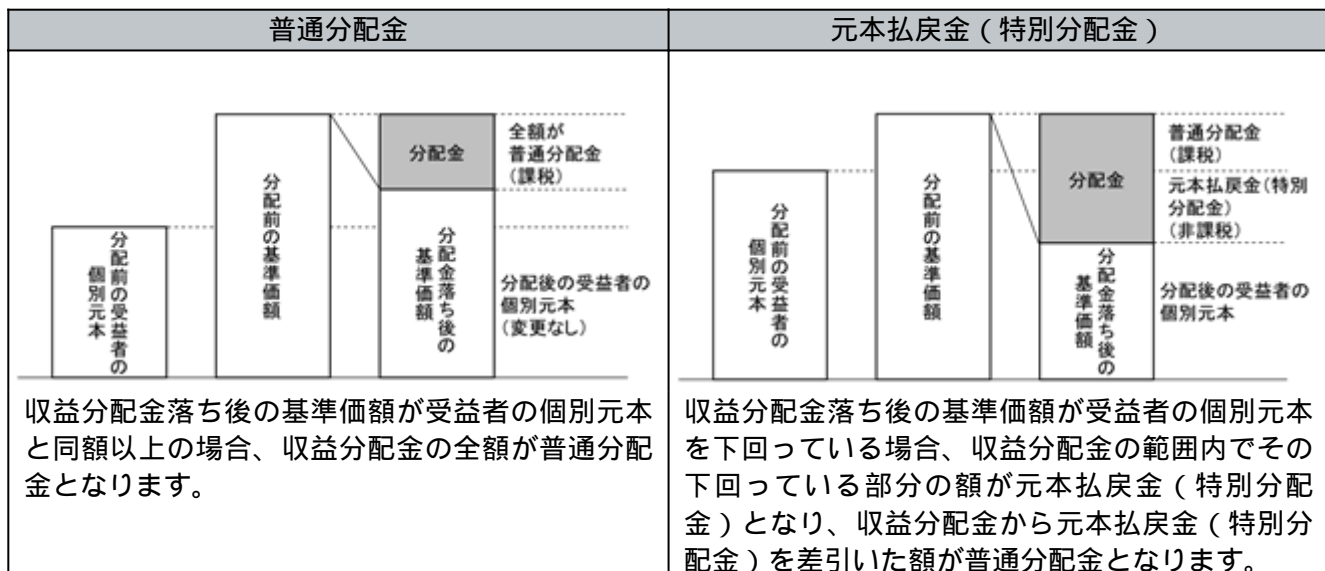 普通分配金
分配前の受益者の
個別元本
分配前の基準価額
分配金
分配金落ち後の
基準価額
全額が
普通分配金
(課税)
分配後の受益者の
個別元本
(変更なし)
収益分配金落ち後の基準価額が受益者の個別元本
と同額以上の場合、収益分配金の全額が普通分配
金となります。
元本払戻金(特別分配金)
分配前の受益者の
個別元本
分配前の基準価額
分配金
分配金落ち後の
基準価額
普通分配金
(課税)
元本払戻金(特別
分配金)
(非課税)
分配後の受益者の
個別元本
収益分配金落ち後の基準価額が受益者の個別元本
を下回っている場合、収益分配金の範囲内でその
下回っている部分の額が元本払戻金(特別分配
金)となり、収益分配金から元本払戻金(特別分
配金)を差引いた額が普通分配金となります。